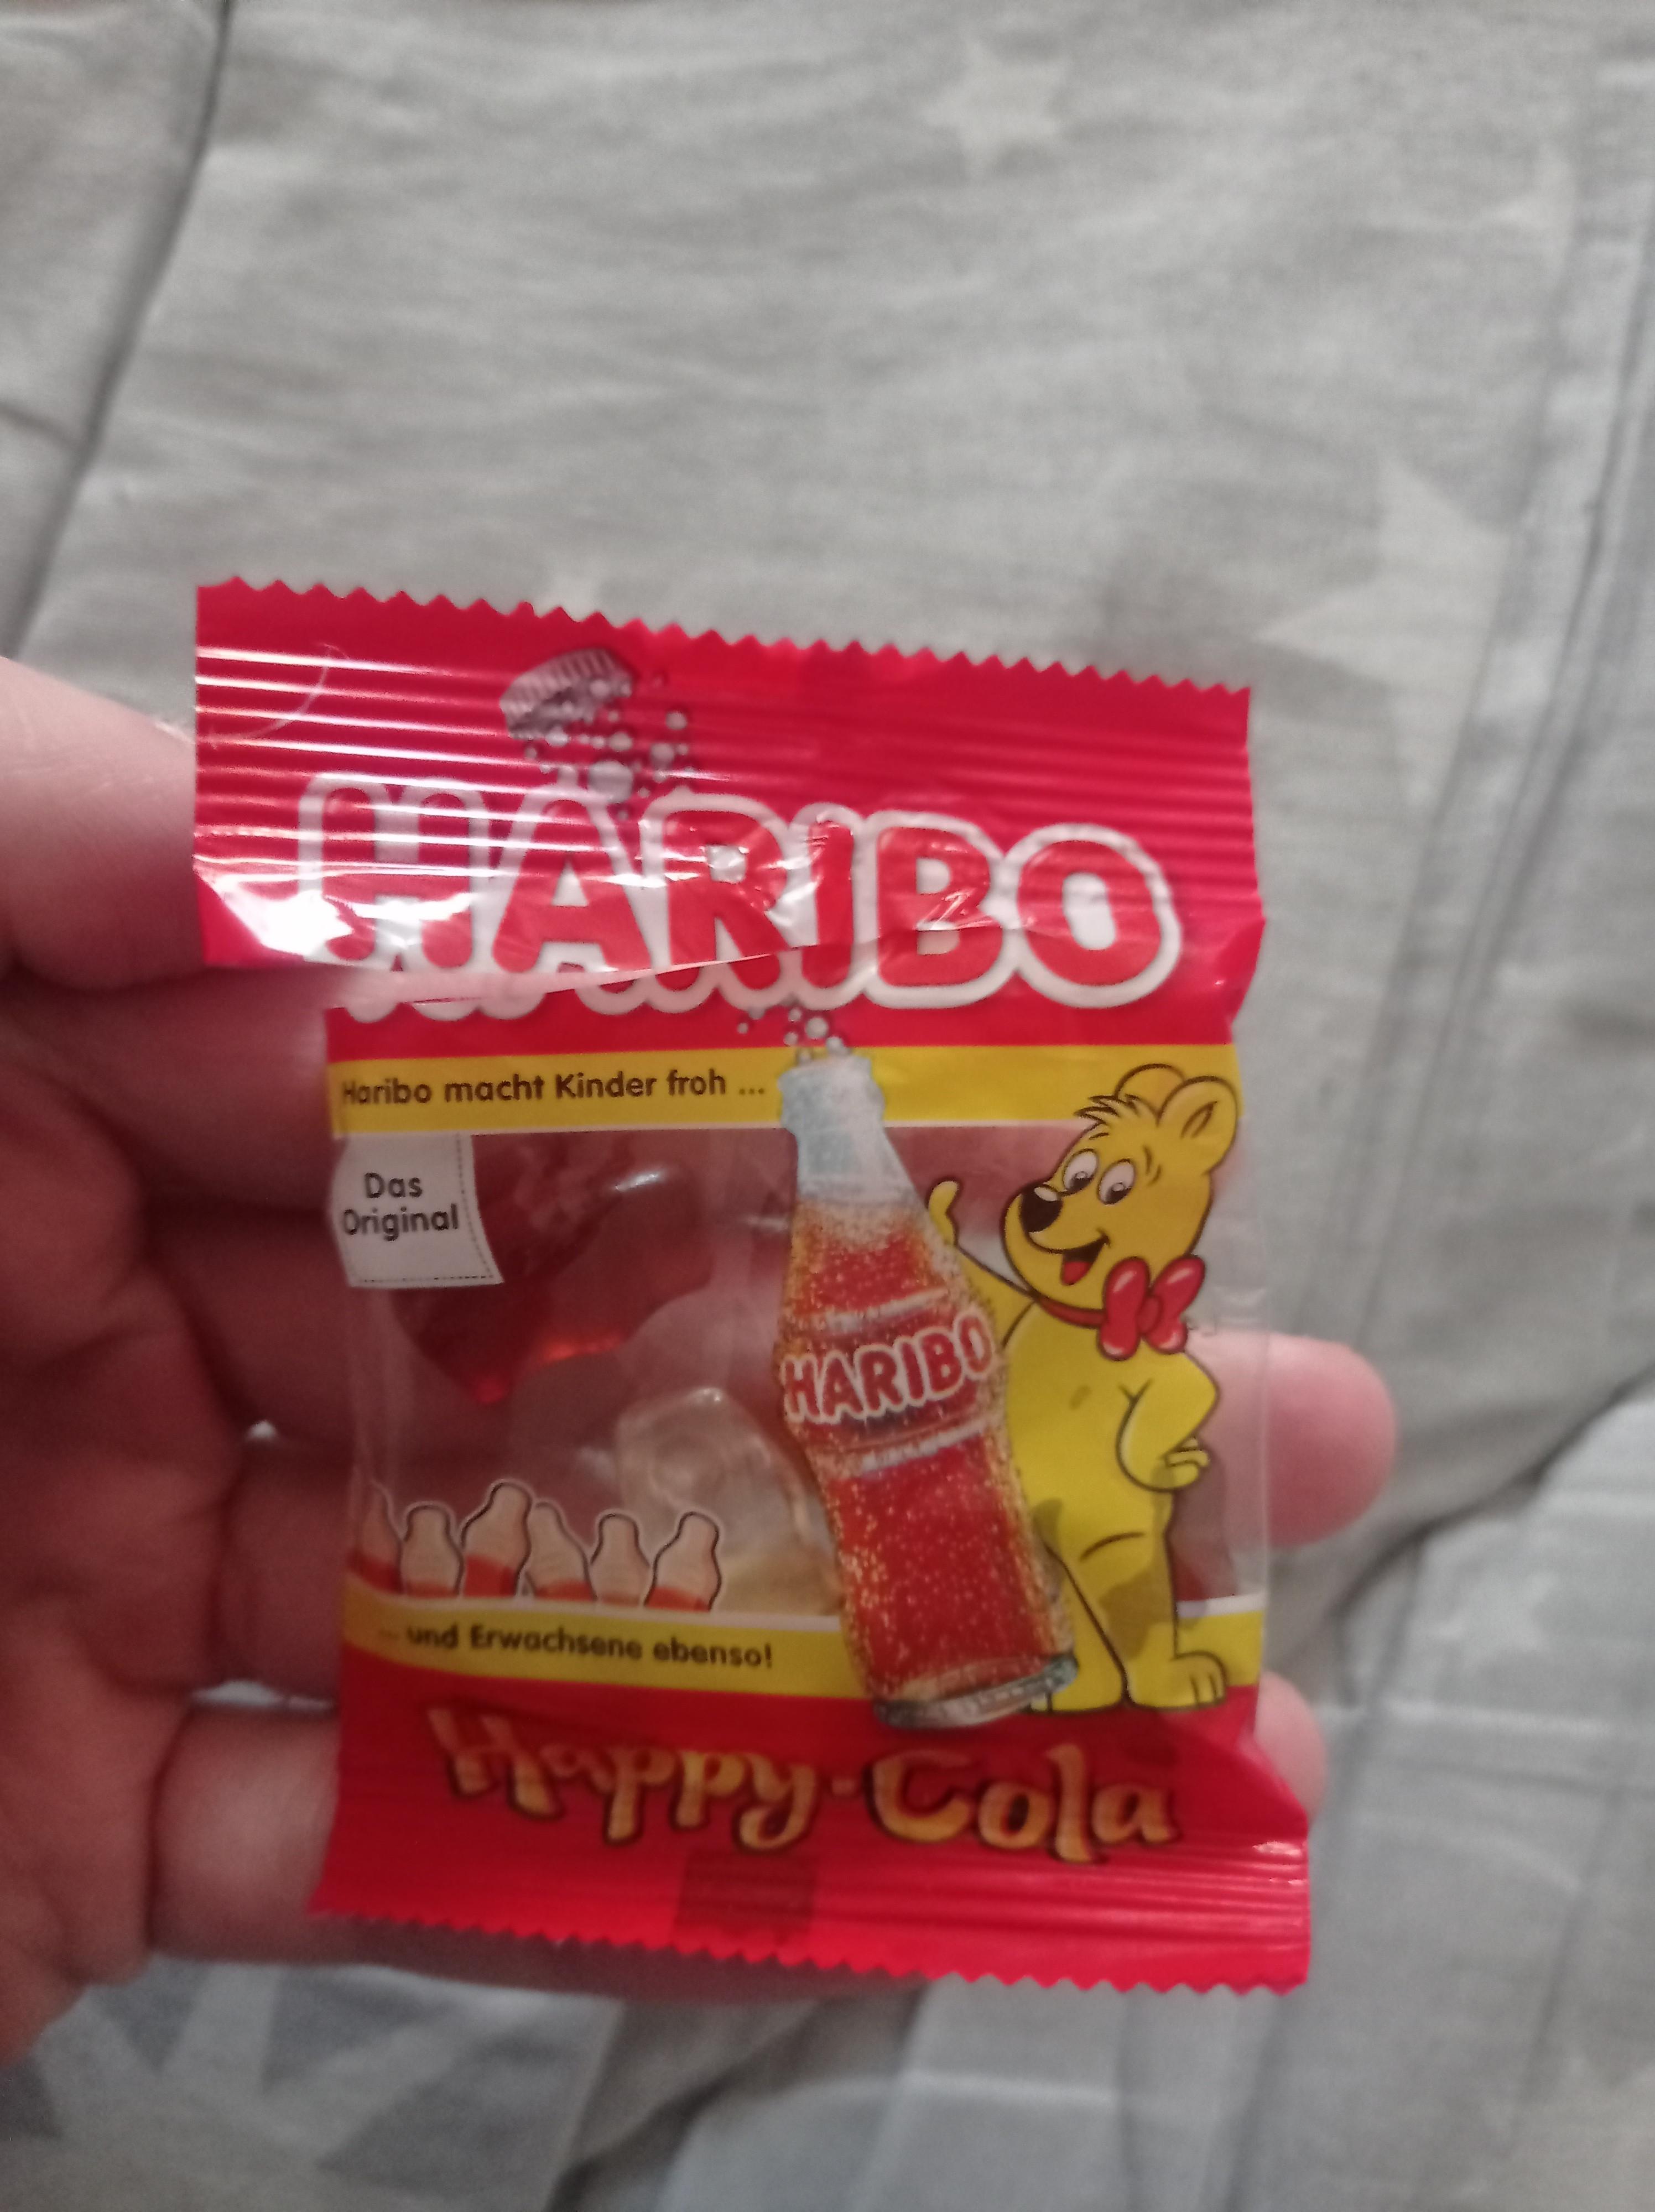 HARIBO
Haribo macht Kinder froh ...
Das
Original
HARIBO
... und Erwachsene ebenso!
Happy-Cola